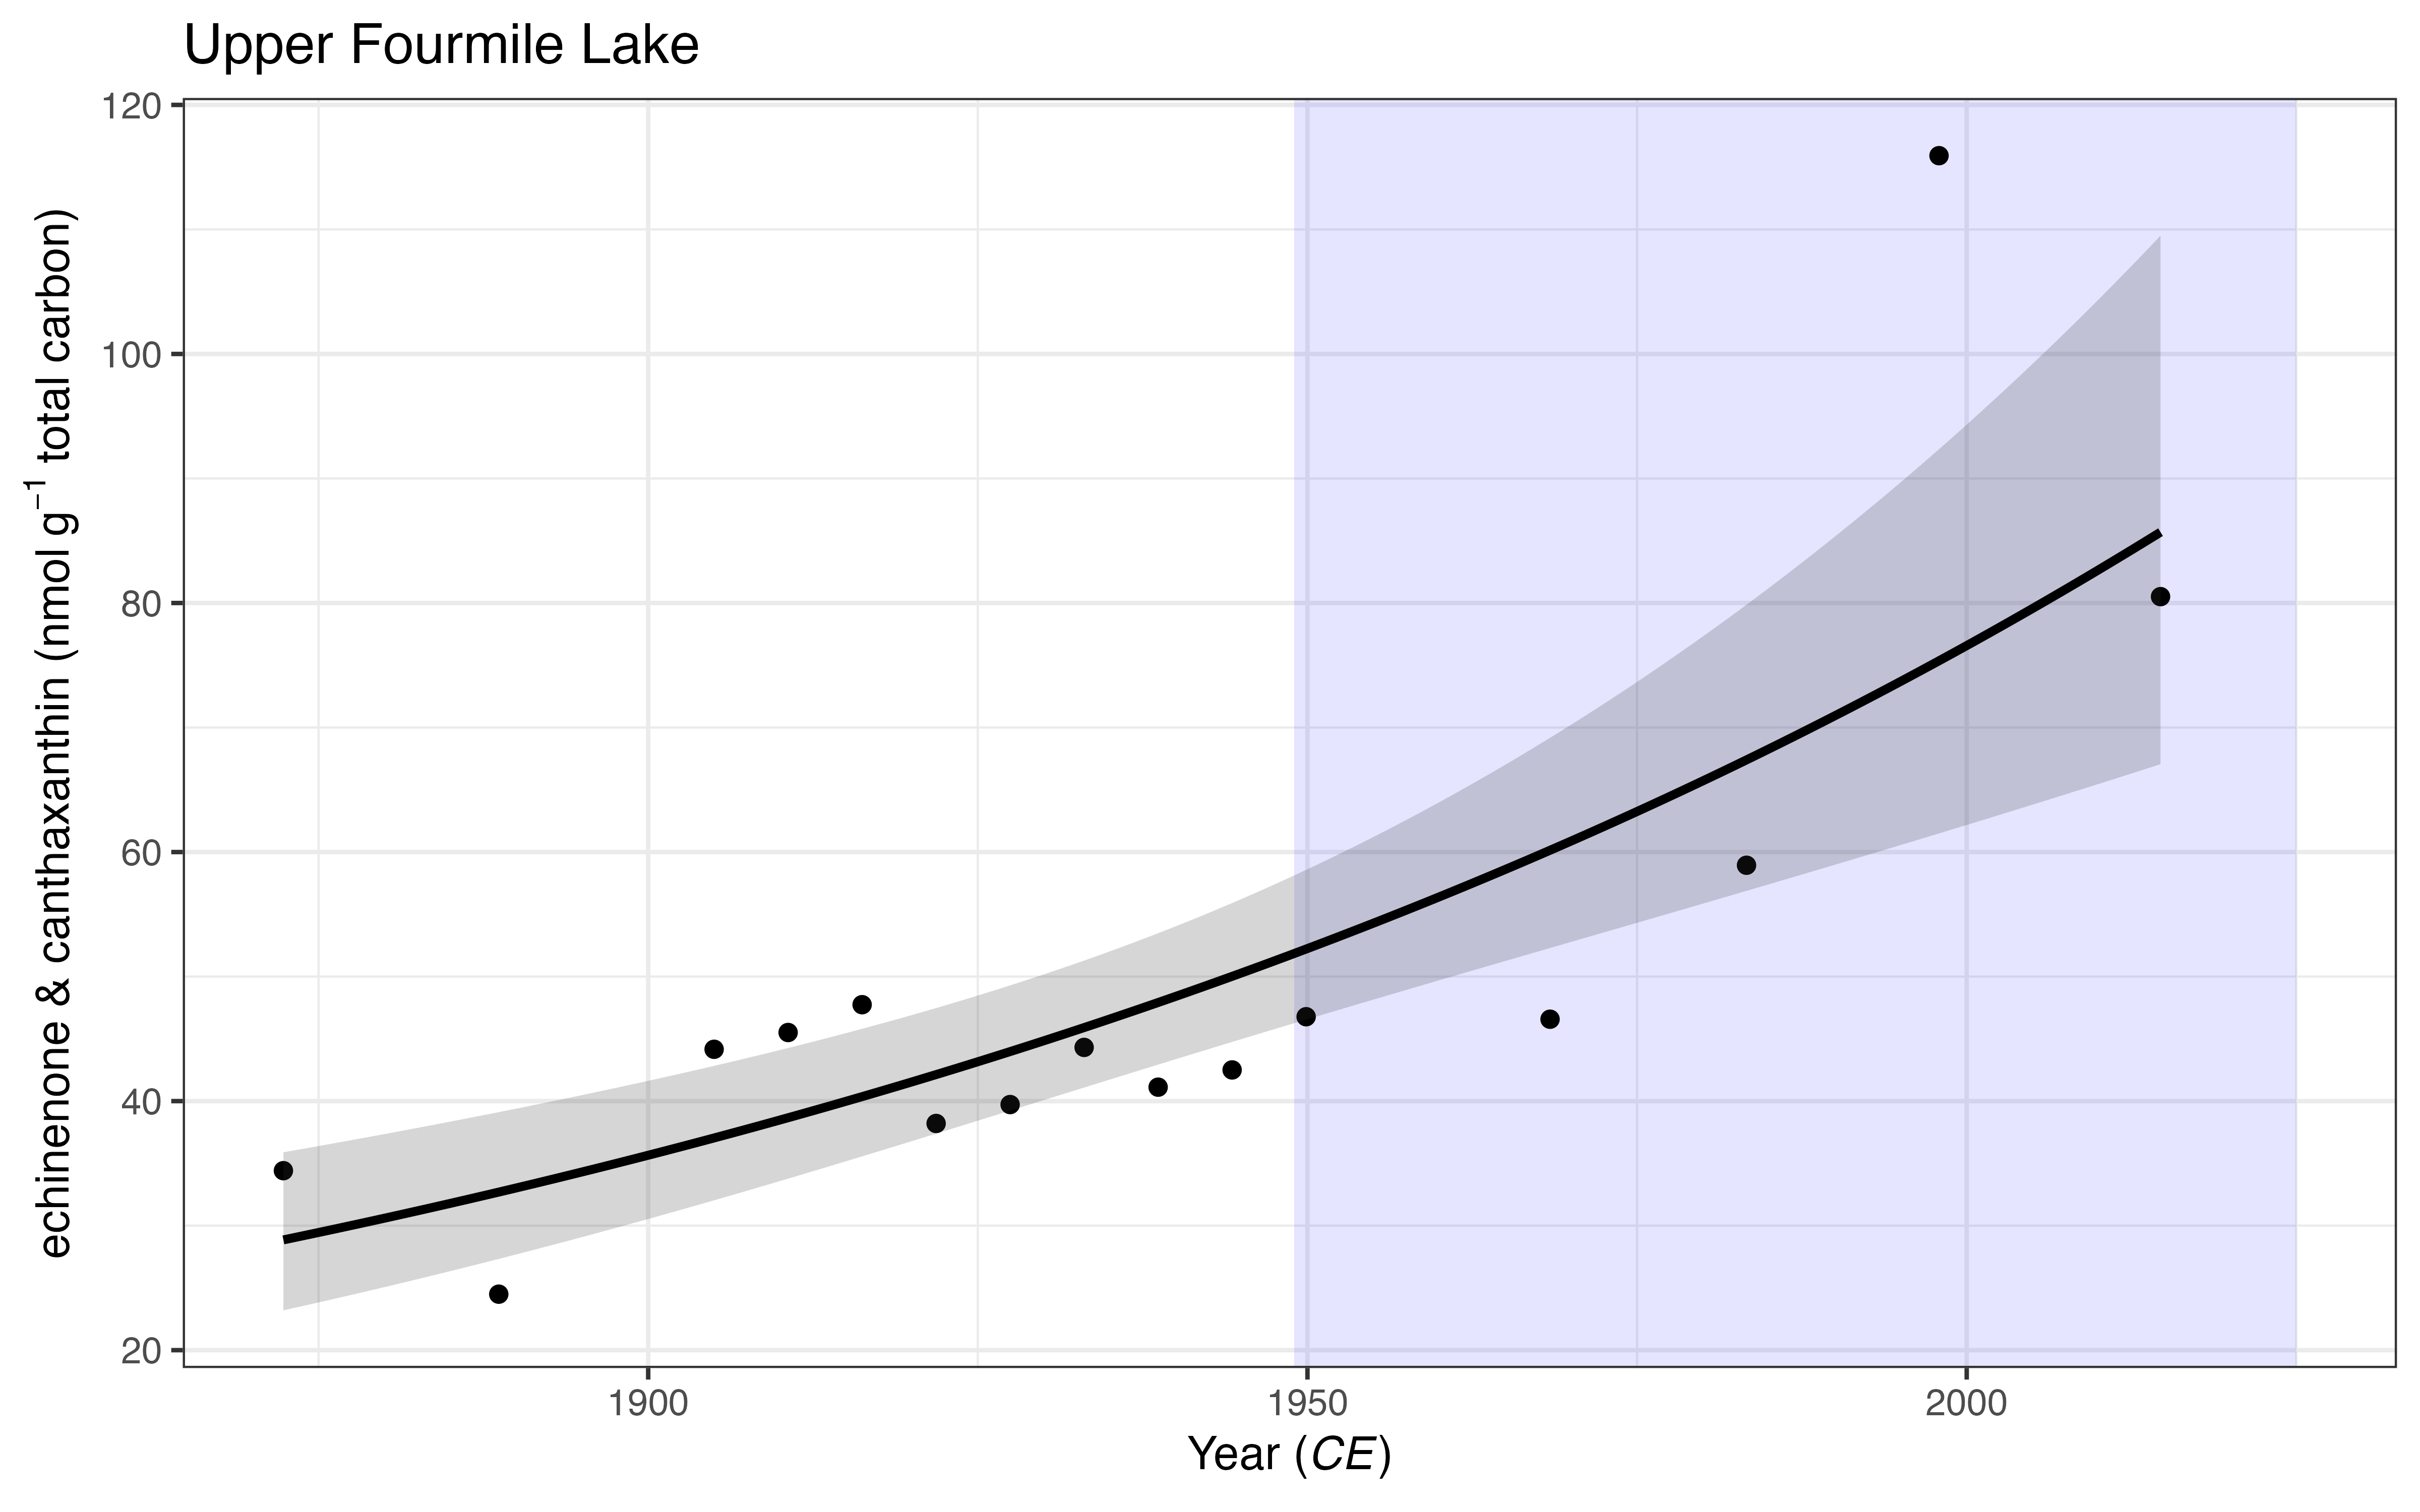 Upper Fourmile Lake
echinenone & canthaxanthin (nmol g⁻¹ total carbon)
120
100
80
60
40
20
1900 1950 2000
Year (CE)